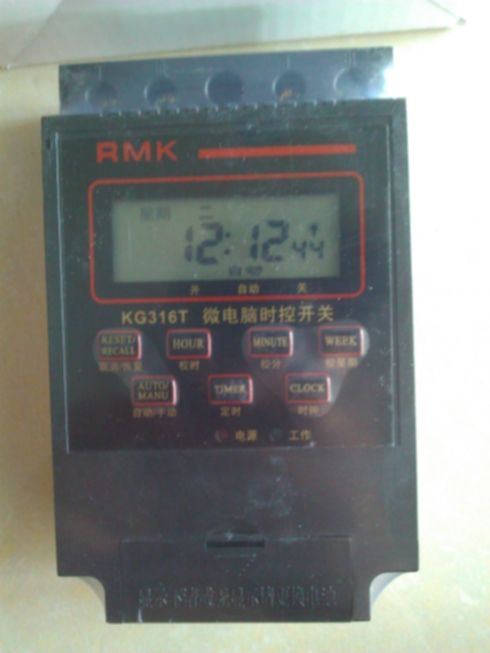 RMK
星期 二
12:12 44
自动
开 自动 关
KG316T 微电脑时控开关
RESET/RECALL HOUR MINUTE WEEK
取消/恢复 校时 校分 校星期
AUTO/MANU TIMER CLOCK
自动/手动 定时 时钟
电源 工作